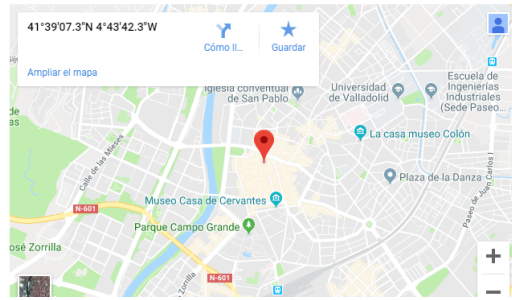 41°39'07.3"N 4°43'42.3"W
Cómo ll...
Guardar
Ampliar el mapa
Iglesia conventual
de San Pablo
Universidad
de Valladolid
Escuela de
Ingenierías
Industriales
(Sede Paseo...
La casa museo Colón
Calle de las Mieses
Plaza de la Danza
Paseo de Juan Carlos I
Museo Casa de Cervantes
N-601
Parque Campo Grande
osé Zorrilla
N-601
+
−